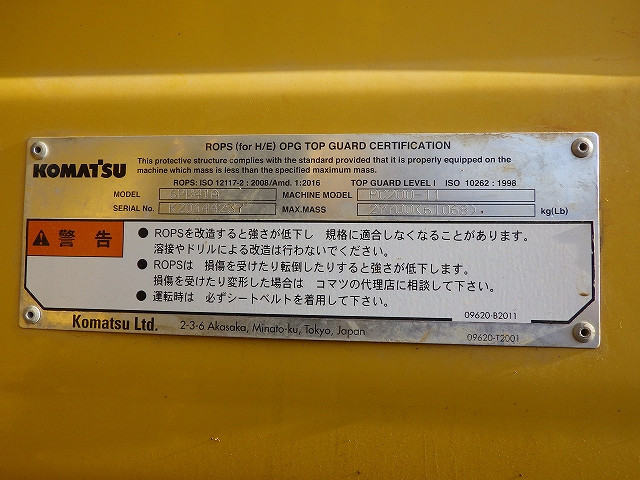 ROPS (for H/E) OPG TOP GUARD CERTIFICATION
KOMATSU
This protective structure complies with the standard provided that it is properly equipped on the
machine which mass is less than the specified maximum mass.
ROPS: ISO 12117-2 : 2008/Amd. 1:2016 TOP GUARD LEVEL I ISO 10262 : 1998
MODEL MACHINE MODEL PC200-11
SERIAL No. MAX.MASS kg(Lb)
警告
● ROPSを改造すると強さが低下し 規格に適合しなくなることがあります。
溶接やドリルによる改造は行わないでください。
● ROPSは 損傷を受けたり転倒したりすると強さが低下します。
損傷を受けたり変形した場合は コマツの代理店に相談して下さい。
● 運転時は 必ずシートベルトを着用して下さい。
09620-B2011
Komatsu Ltd. 2-3-6 Akasaka, Minato-ku, Tokyo, Japan
09620-T2001